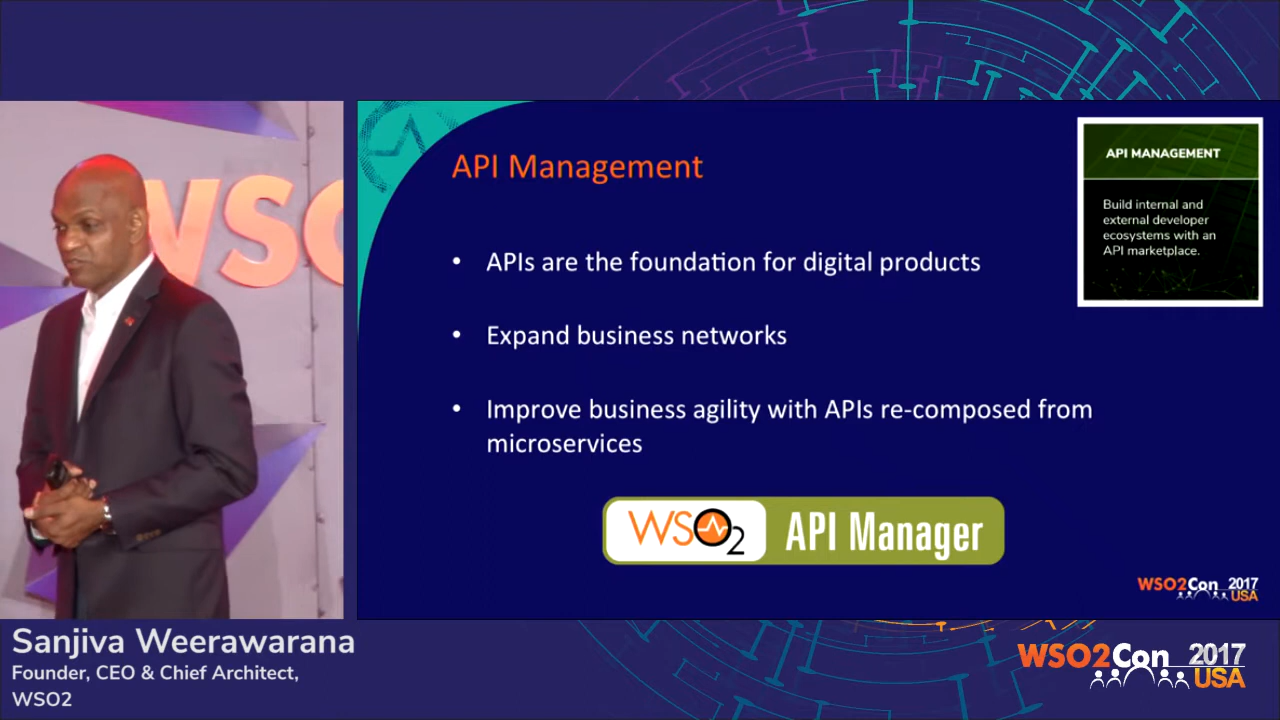 WSO
API Management
• APIs are the foundation for digital products
• Expand business networks
• Improve business agility with APIs re-composed from
microservices
API MANAGEMENT
Build internal and
external developer
ecosystems with an
API marketplace.
WSO2 API Manager
WSO2Con 2017
USA
Sanjiva Weerawarana
Founder, CEO & Chief Architect,
WSO2
WSO2Con 2017
USA